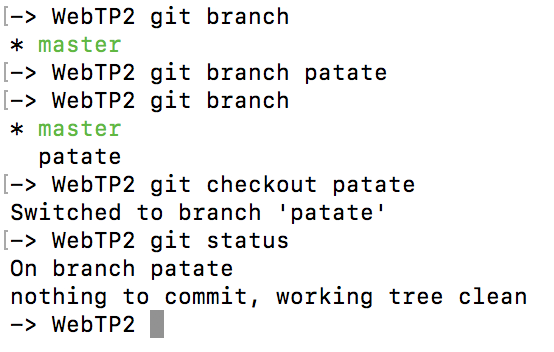 [-> WebTP2 git branch
* master
[-> WebTP2 git branch patate
[-> WebTP2 git branch
* master
  patate
[-> WebTP2 git checkout patate
Switched to branch 'patate'
[-> WebTP2 git status
On branch patate
nothing to commit, working tree clean
-> WebTP2